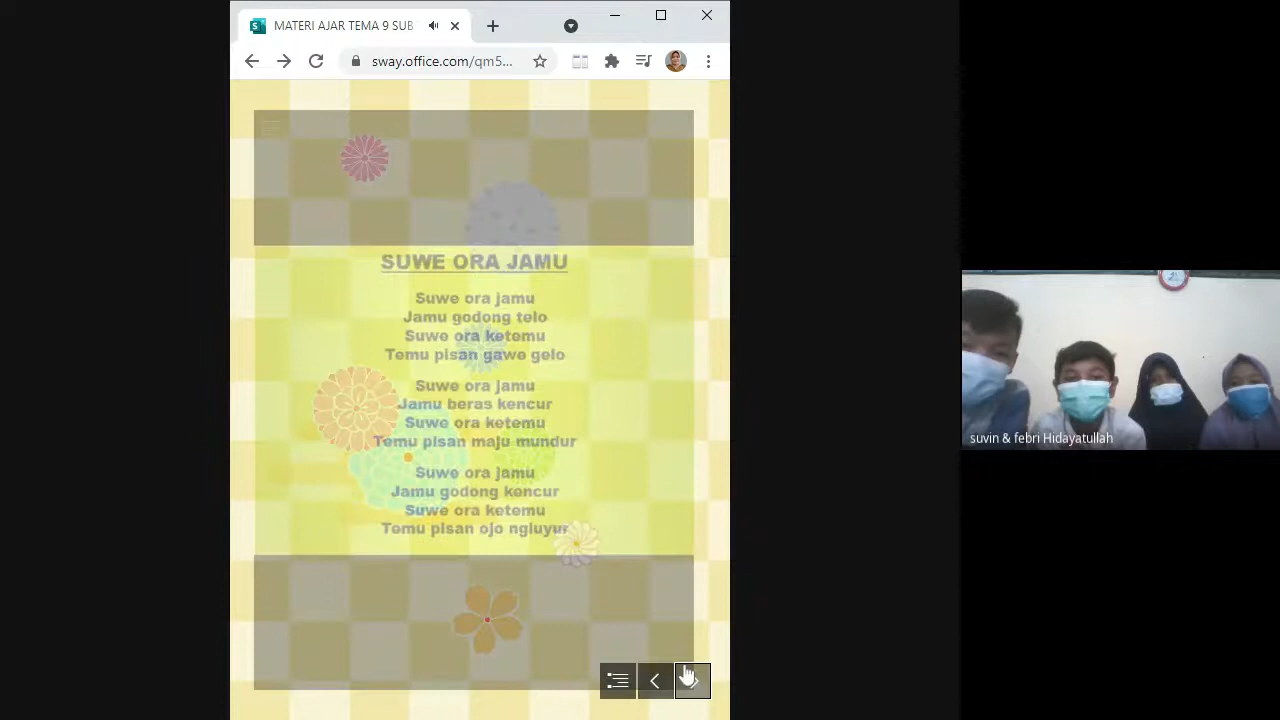 MATERI AJAR TEMA 9 SUB
sway.office.com/qm5...
SUWE ORA JAMU
Suwe ora jamu
Jamu godong telo
Suwe ora ketemu
Temu pisan gawe gelo
Suwe ora jamu
Jamu beras kencur
Suwe ora ketemu
Temu pisan maju mundur
Suwe ora jamu
Jamu godong kencur
Suwe ora ketemu
Temu pisan ojo ngluyur
suvin & febri Hidayatullah